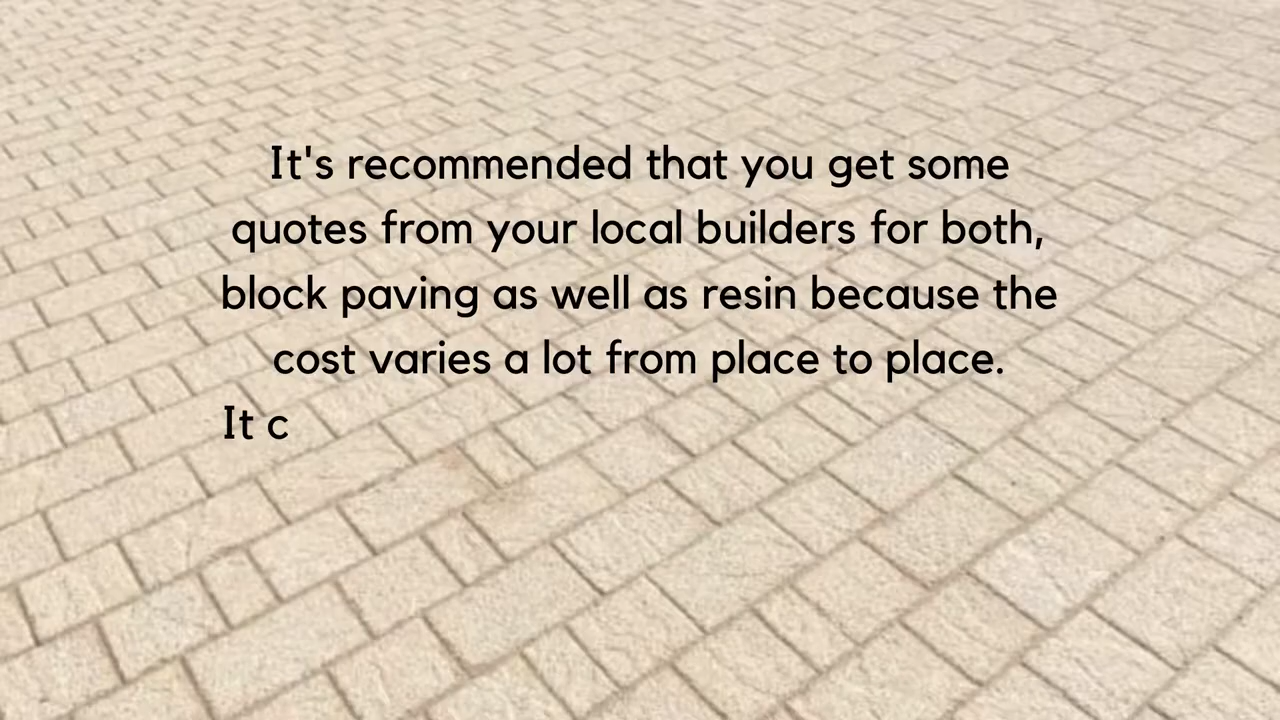 It's recommended that you get some
quotes from your local builders for both,
block paving as well as resin because the
cost varies a lot from place to place.
It c